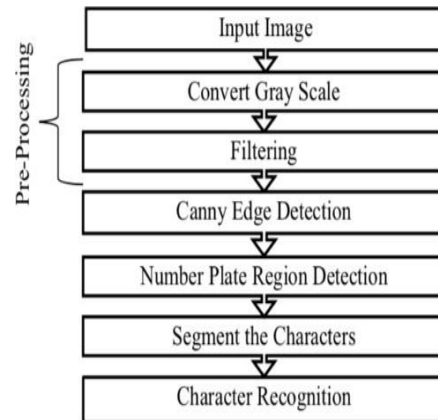 Input Image
Pre-Processing
Convert Gray Scale
Filtering
Canny Edge Detection
Number Plate Region Detection
Segment the Characters
Character Recognition